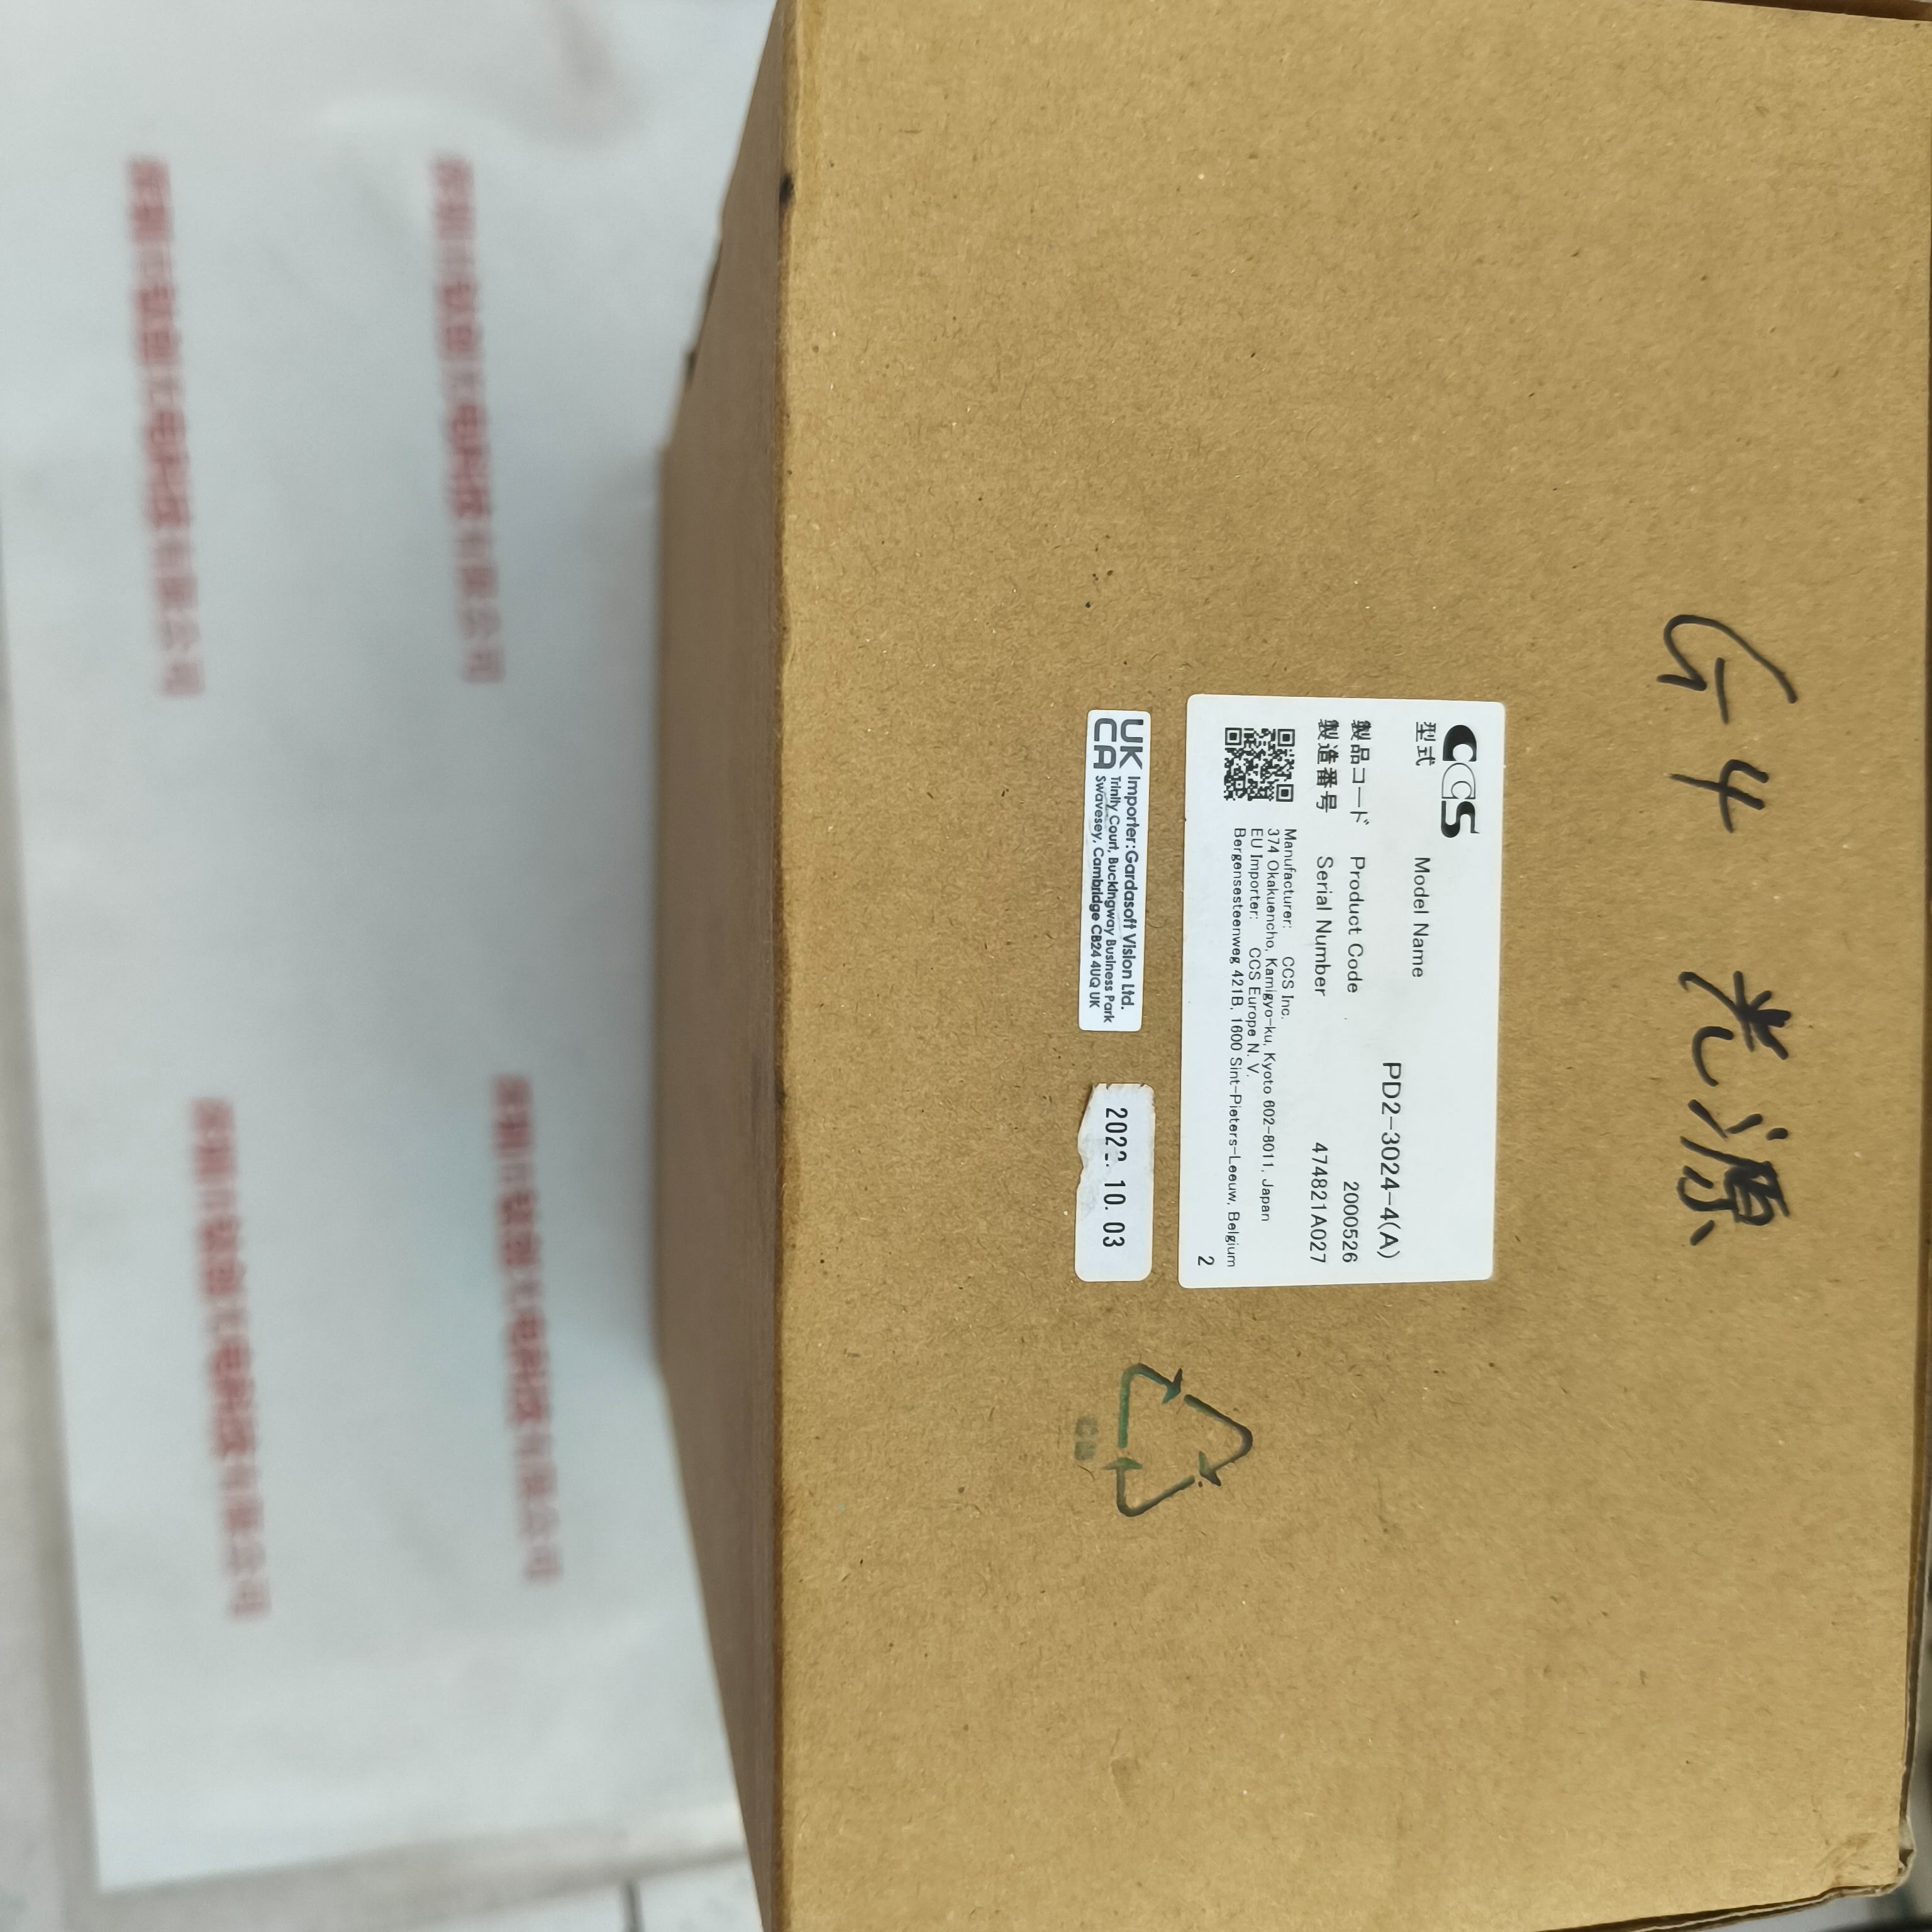 G-4 光源
CCS
型式 Model Name
PD2-3024-4(A)
製品コード Product Code 2000526
製造番号 Serial Number 474821A027
Manufacturer: CCS Inc.
374 Okakuencho, Kamigyo-ku, Kyoto 602-8011, Japan
EU Importer: CCS Europe N.V.
Bergensesteenweg 421B, 1600 Sint-Pieters-Leeuw, Belgium
2
UK
CA
Importer:Gardasoft Vision Ltd.
Trinity Court, Buckingway Business Park
Swavesey, Cambridge CB24 4UQ UK
2022. 10. 03